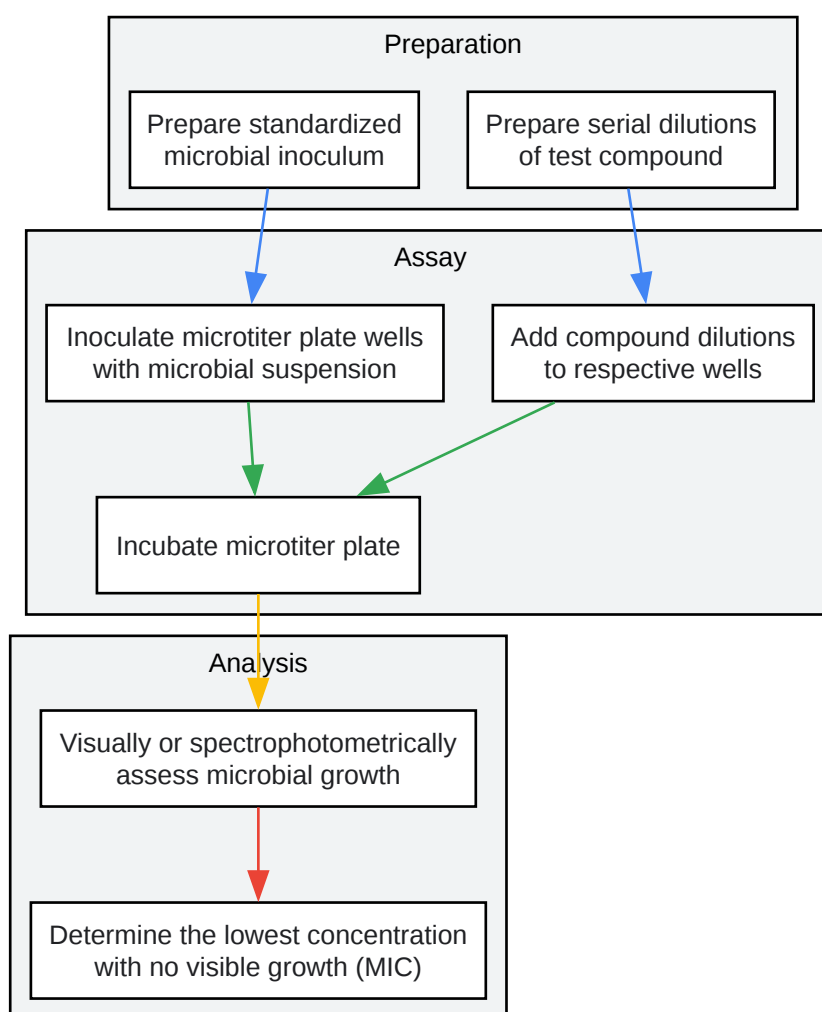 Preparation
Prepare standardized
microbial inoculum
Prepare serial dilutions
of test compound
Assay
Inoculate microtiter plate wells
with microbial suspension
Add compound dilutions
to respective wells
Incubate microtiter plate
Analysis
Visually or spectrophotometrically
assess microbial growth
Determine the lowest concentration
with no visible growth (MIC)